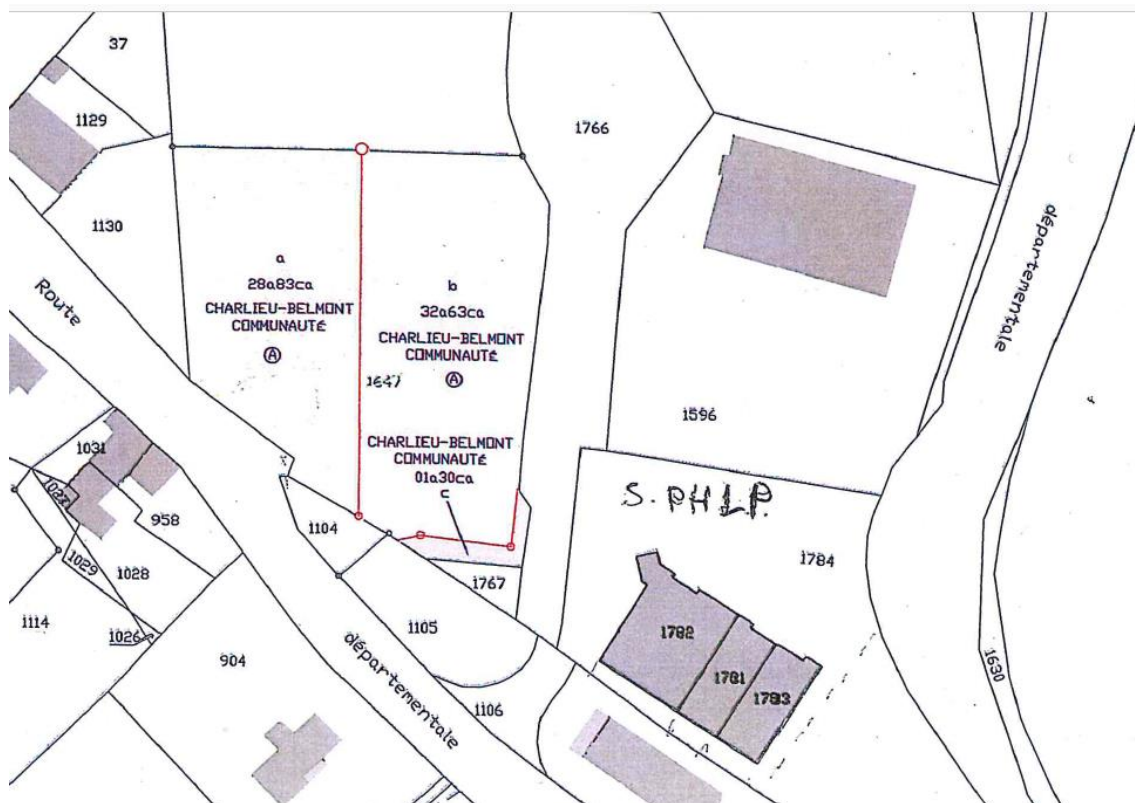 37
1129
1766
1130
départementale
a
28a83ca
CHARLIEU-BELMONT
COMMUNAUTÉ
A
b
32a63ca
CHARLIEU-BELMONT
COMMUNAUTÉ
A
Route
1647
1596
CHARLIEU-BELMONT
COMMUNAUTÉ
01a30ca
c
1031
1027
958
1104
S. PHLP.
1784
1029
1028
1767
1114
1026
1105
1782
904
départementale
1781
1783
1630
1106